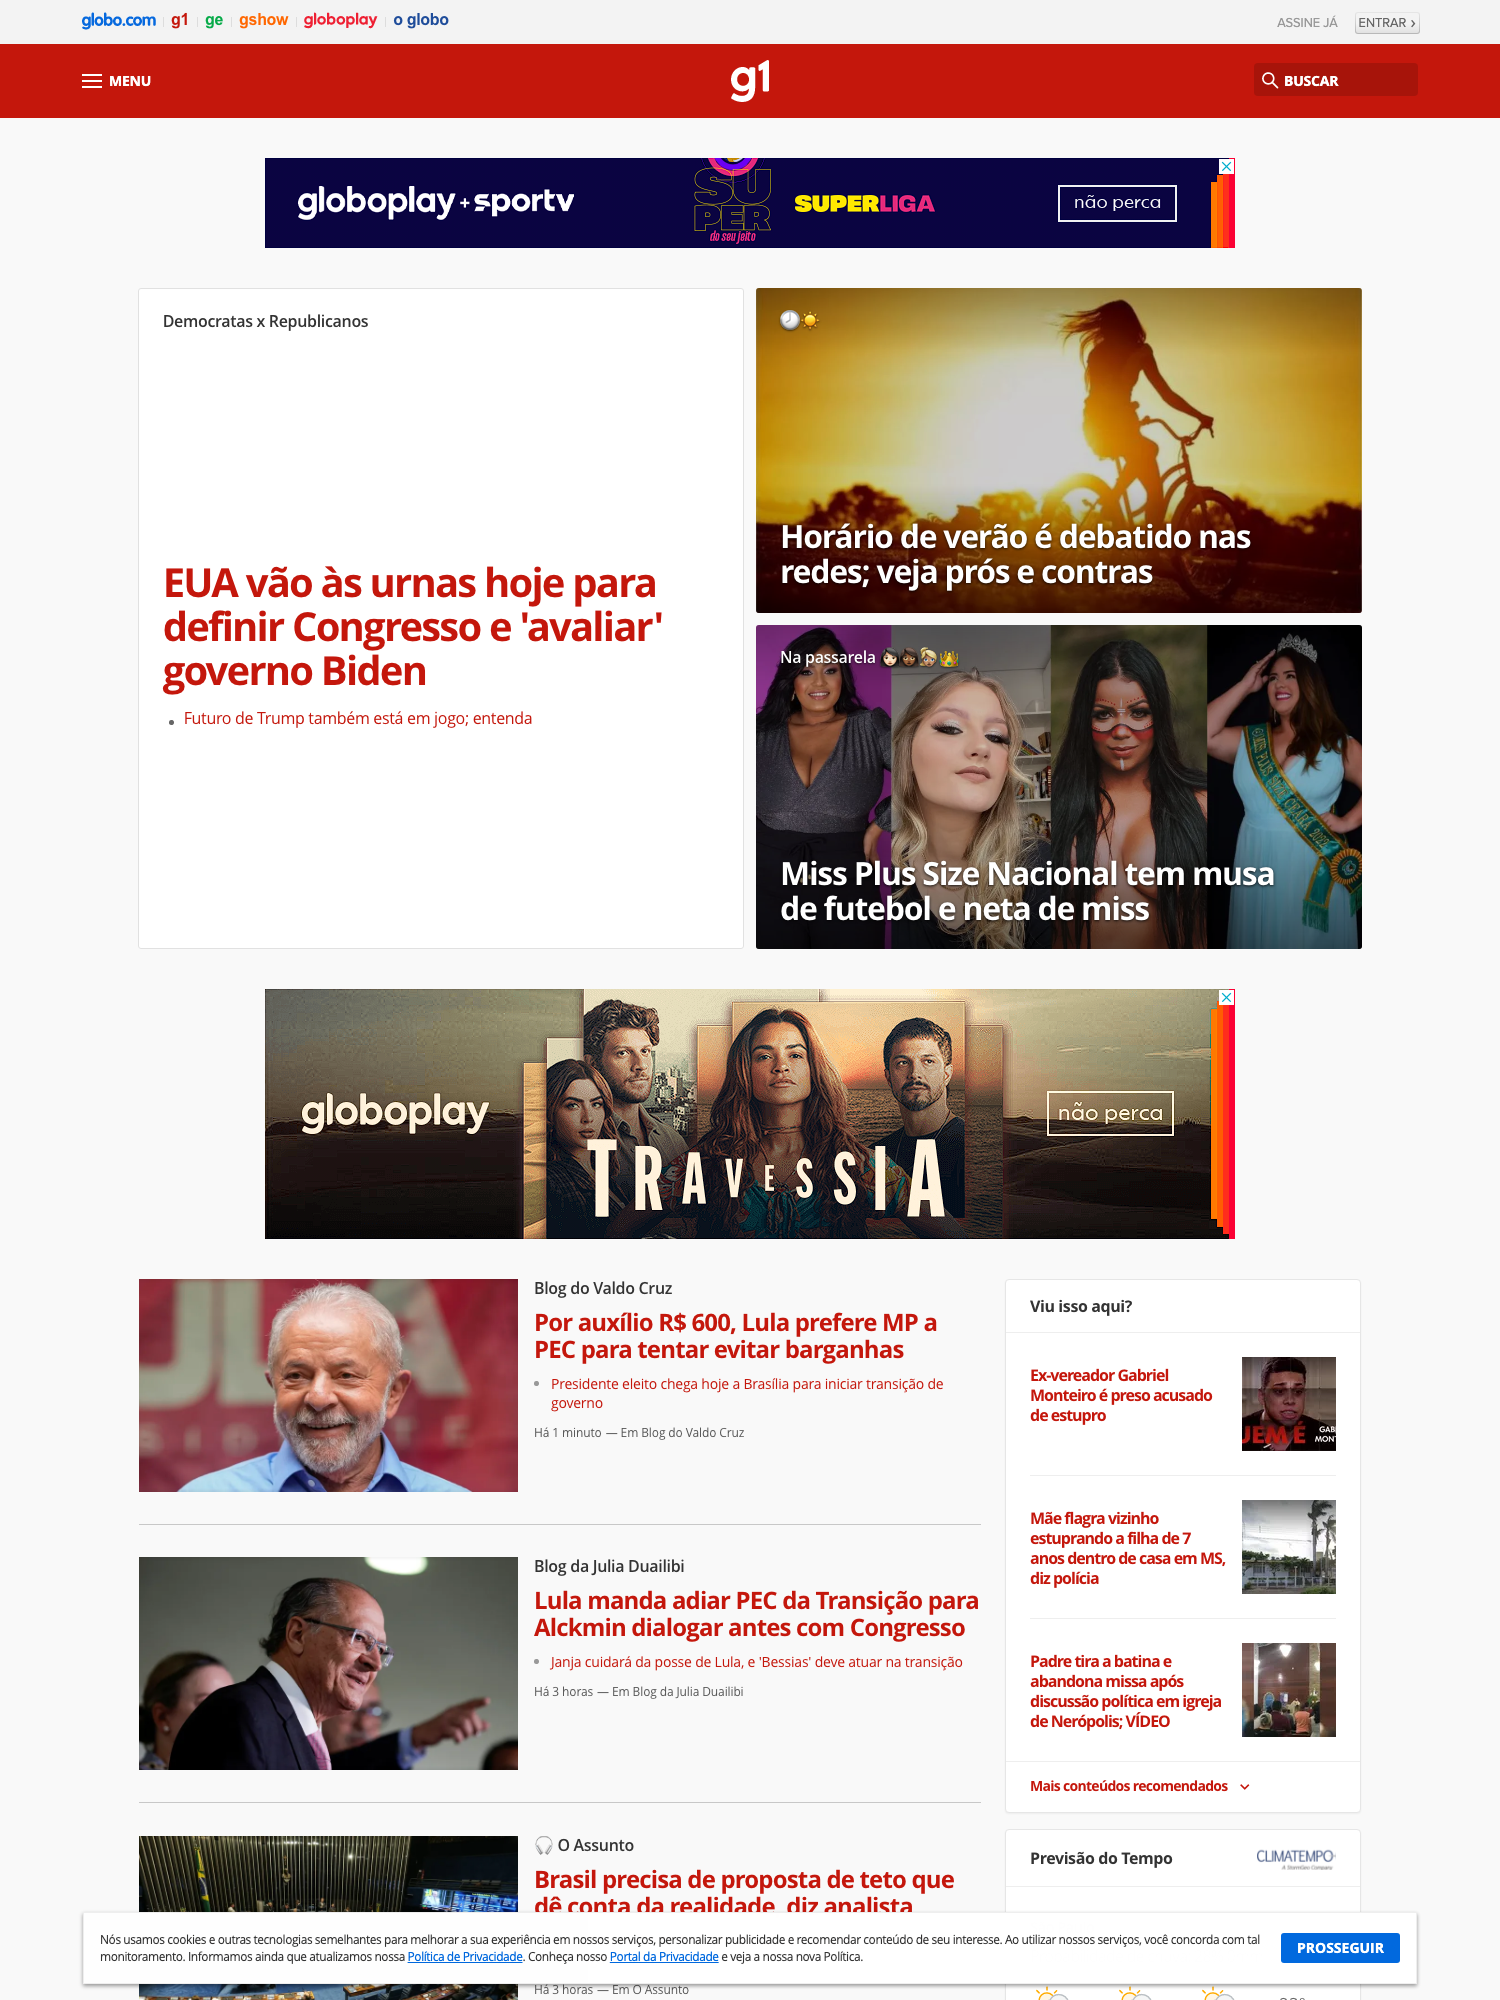 globo.com g1 ge gshow globoplay o globo
ASSINE JÁ ENTRAR ›
MENU
g1
BUSCAR
globoplay + sportv
SUPER
do seu jeito
SUPERLIGA
não perca
Democratas x Republicanos
EUA vão às urnas hoje para
definir Congresso e 'avaliar'
governo Biden
Futuro de Trump também está em jogo; entenda
Horário de verão é debatido nas
redes; veja prós e contras
Na passarela
Miss Plus Size Nacional tem musa
de futebol e neta de miss
globoplay
TRAVESSIA
não perca
Blog do Valdo Cruz
Por auxílio R$ 600, Lula prefere MP a
PEC para tentar evitar barganhas
Presidente eleito chega hoje a Brasília para iniciar transição de
governo
Há 1 minuto — Em Blog do Valdo Cruz
Blog da Julia Duailibi
Lula manda adiar PEC da Transição para
Alckmin dialogar antes com Congresso
Janja cuidará da posse de Lula, e 'Bessias' deve atuar na transição
Há 3 horas — Em Blog da Julia Duailibi
O Assunto
Brasil precisa de proposta de teto que
dê conta da realidade, diz analista
Há 3 horas — Em O Assunto
Viu isso aqui?
Ex-vereador Gabriel
Monteiro é preso acusado
de estupro
Mãe flagra vizinho
estuprando a filha de 7
anos dentro de casa em MS,
diz polícia
Padre tira a batina e
abandona missa após
discussão política em igreja
de Nerópolis; VÍDEO
Mais conteúdos recomendados
Previsão do Tempo
CLIMATEMPO
A StormGeo Company
Nós usamos cookies e outras tecnologias semelhantes para melhorar a sua experiência em nossos serviços, personalizar publicidade e recomendar conteúdo de seu interesse. Ao utilizar nossos serviços, você concorda com tal
monitoramento. Informamos ainda que atualizamos nossa Política de Privacidade. Conheça nosso Portal da Privacidade e veja a nossa nova Política.
PROSSEGUIR